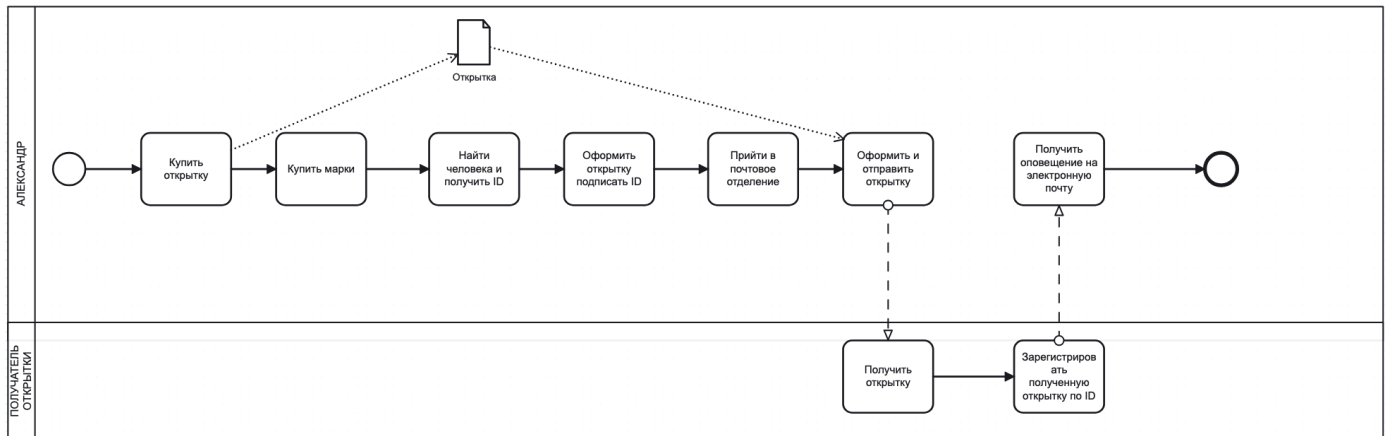 Открытка
АЛЕКСАНДР
Купить
открытку
Купить марки
Найти
человека и
получить ID
Оформить
открытку
подписать ID
Прийти в
почтовое
отделение
Оформить и
отправить
открытку
Получить
оповещение на
электронную
почту
ПОЛУЧАТЕЛЬ
ОТКРЫТКИ
Получить
открытку
Зарегистриров
ать
полученную
открытку по ID